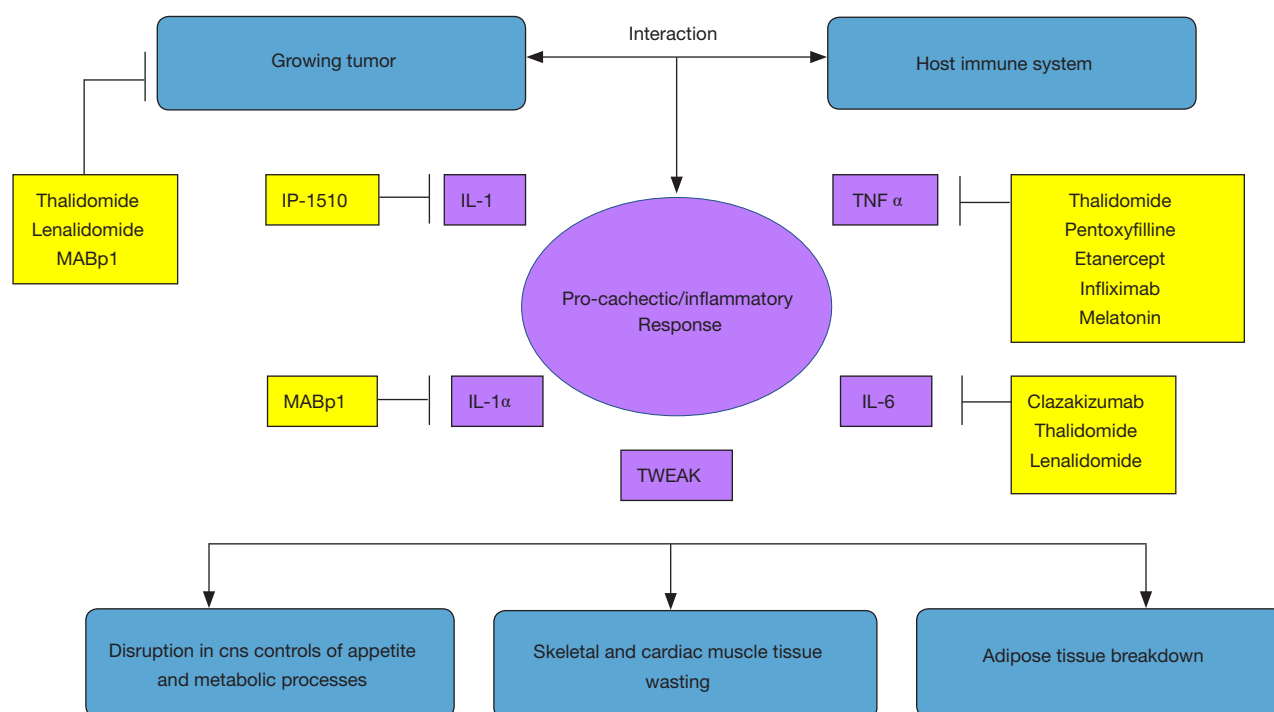 Interaction
Growing tumor
Host immune system
Thalidomide
Lenalidomide
MABp1
IP-1510
IL-1
TNF α
Thalidomide
Pentoxyfilline
Etanercept
Infliximab
Melatonin
Pro-cachectic/inflammatory
Response
MABp1
IL-1α
IL-6
Clazakizumab
Thalidomide
Lenalidomide
TWEAK
Disruption in cns controls of appetite
and metabolic processes
Skeletal and cardiac muscle tissue
wasting
Adipose tissue breakdown